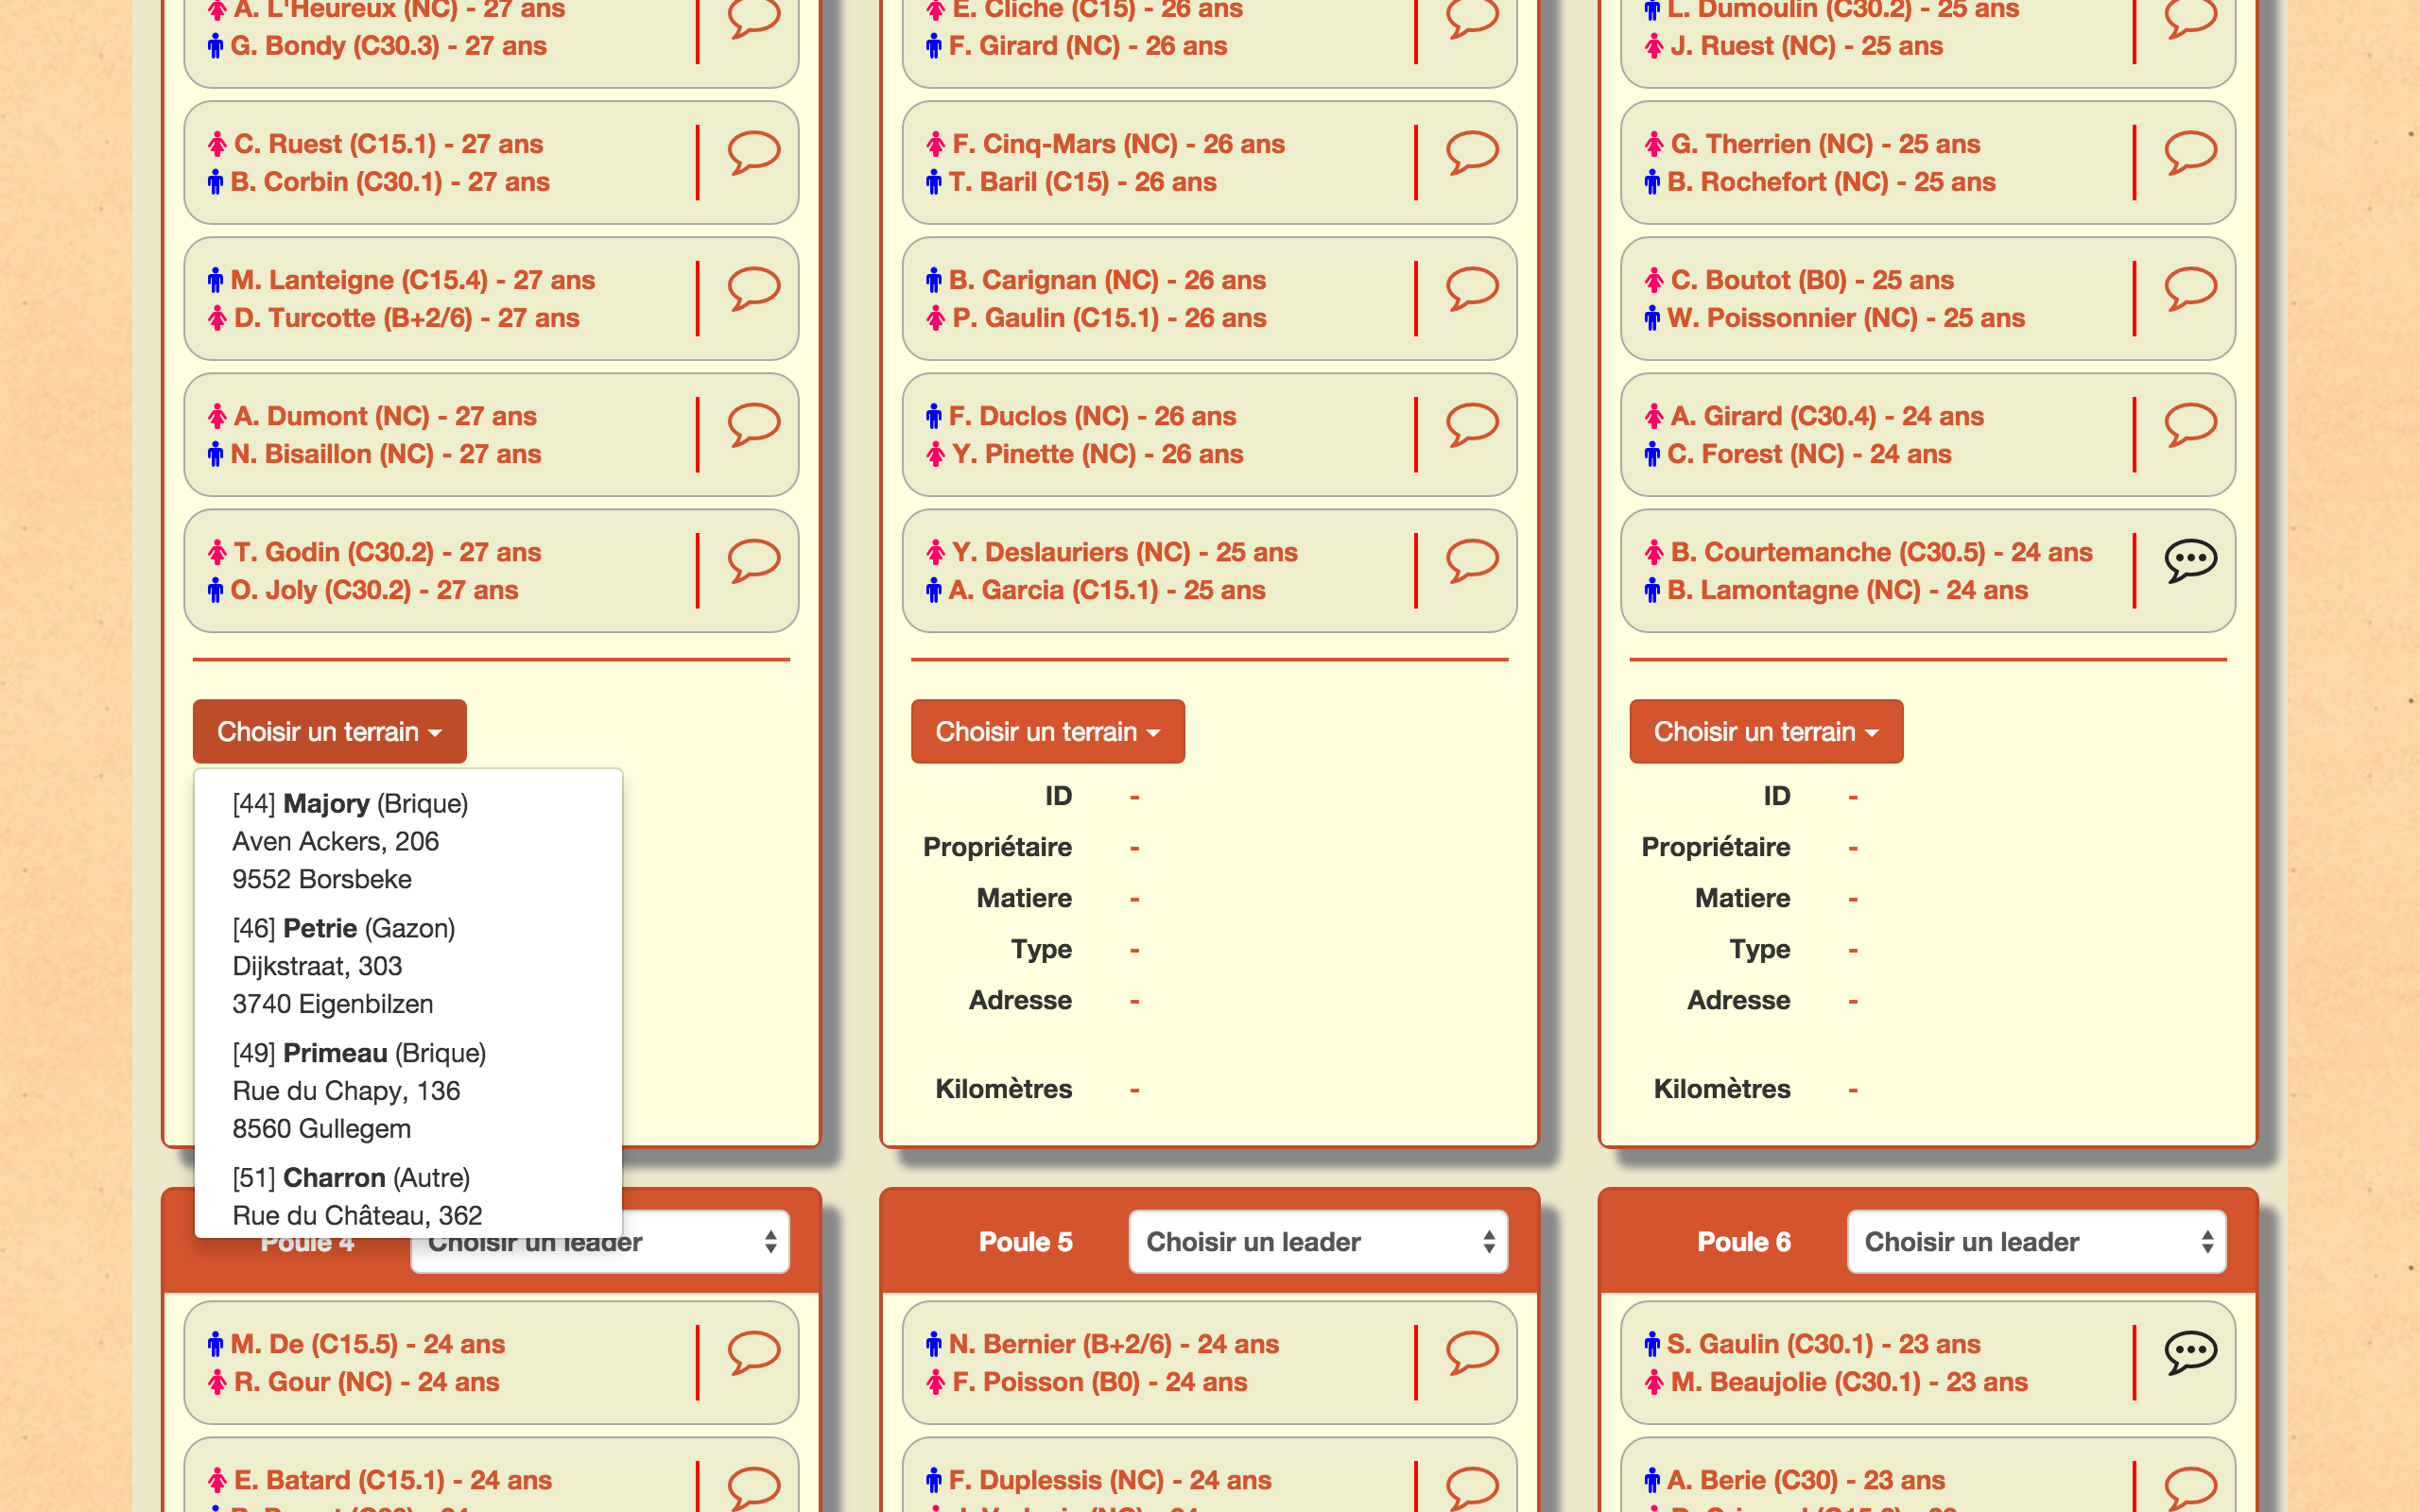 A. L'Heureux (NC) - 27 ans
G. Bondy (C30.3) - 27 ans
C. Ruest (C15.1) - 27 ans
B. Corbin (C30.1) - 27 ans
M. Lanteigne (C15.4) - 27 ans
D. Turcotte (B+2/6) - 27 ans
A. Dumont (NC) - 27 ans
N. Bisaillon (NC) - 27 ans
T. Godin (C30.2) - 27 ans
O. Joly (C30.2) - 27 ans
Choisir un terrain
[44] Majory (Brique)
Aven Ackers, 206
9552 Borsbeke
[46] Petrie (Gazon)
Dijkstraat, 303
3740 Eigenbilzen
[49] Primeau (Brique)
Rue du Chapy, 136
8560 Gullegem
[51] Charron (Autre)
Rue du Château, 362
E. Cliche (C15) - 26 ans
F. Girard (NC) - 26 ans
F. Cinq-Mars (NC) - 26 ans
T. Baril (C15) - 26 ans
B. Carignan (NC) - 26 ans
P. Gaulin (C15.1) - 26 ans
F. Duclos (NC) - 26 ans
Y. Pinette (NC) - 26 ans
Y. Deslauriers (NC) - 25 ans
A. Garcia (C15.1) - 25 ans
Choisir un terrain
ID -
Propriétaire -
Matiere -
Type -
Adresse -
Kilomètres -
L. Dumoulin (C30.2) - 25 ans
J. Ruest (NC) - 25 ans
G. Therrien (NC) - 25 ans
B. Rochefort (NC) - 25 ans
C. Boutot (B0) - 25 ans
W. Poissonnier (NC) - 25 ans
A. Girard (C30.4) - 24 ans
C. Forest (NC) - 24 ans
B. Courtemanche (C30.5) - 24 ans
B. Lamontagne (NC) - 24 ans
Choisir un terrain
ID -
Propriétaire -
Matiere -
Type -
Adresse -
Kilomètres -
Poule 4 Choisir un leader
M. De (C15.5) - 24 ans
R. Gour (NC) - 24 ans
E. Batard (C15.1) - 24 ans
Poule 5 Choisir un leader
N. Bernier (B+2/6) - 24 ans
F. Poisson (B0) - 24 ans
F. Duplessis (NC) - 24 ans
Poule 6 Choisir un leader
S. Gaulin (C30.1) - 23 ans
M. Beaujolie (C30.1) - 23 ans
A. Berie (C30) - 23 ans